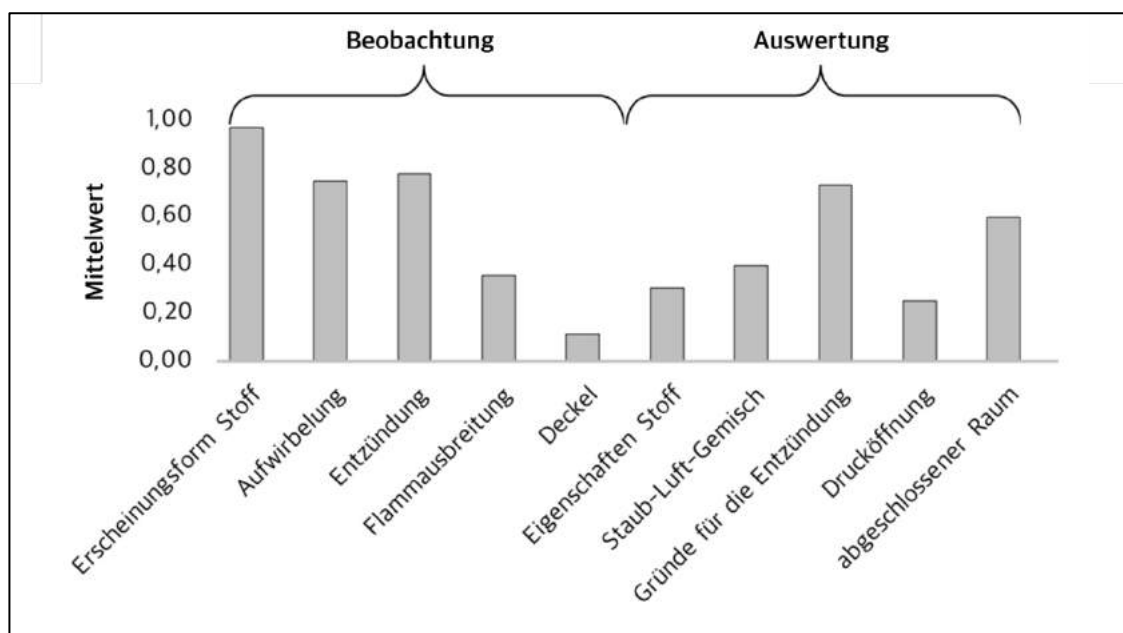 Beobachtung
Auswertung
Mittelwert
1,00
0,80
0,60
0,40
0,20
0,00
Erscheinungsform Stoff
Aufwirbelung
Entzündung
Flammausbreitung
Deckel
Eigenschaften Stoff
Staub-Luft-Gemisch
Gründe für die Entzündung
Drucköffnung
abgeschlossener Raum